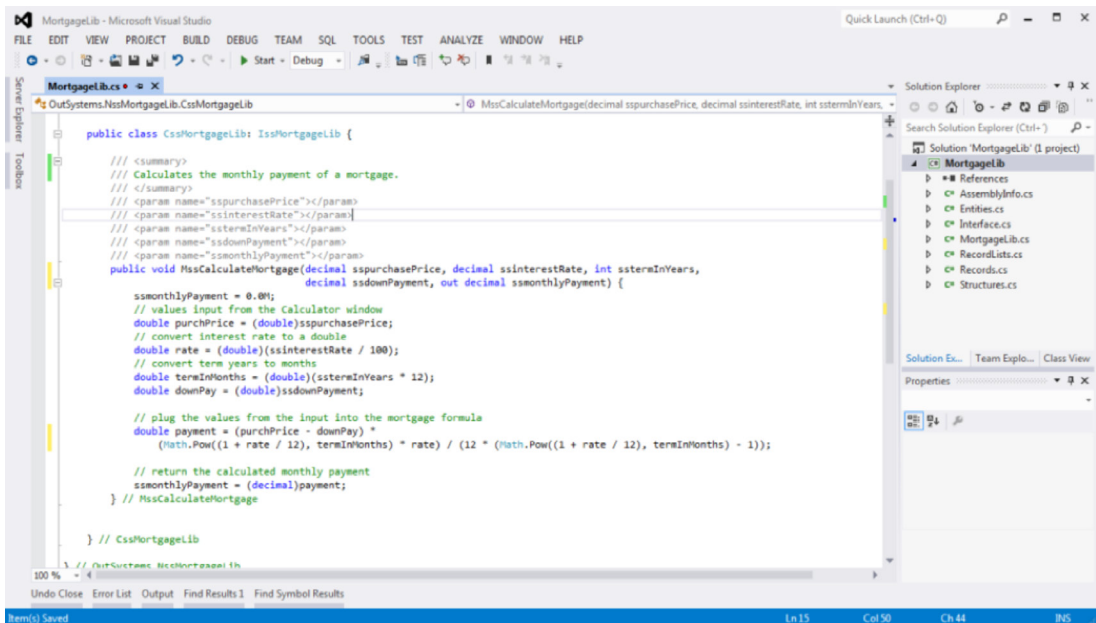 MortgageLib - Microsoft Visual Studio
Quick Launch (Ctrl+Q)
FILE EDIT VIEW PROJECT BUILD DEBUG TEAM SQL TOOLS TEST ANALYZE WINDOW HELP
Start Debug
Server Explorer
Toolbox
MortgageLib.cs
OutSystems.NssMortgageLib.CssMortgageLib
MssCalculateMortgage(decimal sspurchasePrice, decimal ssinterestRate, int sstermInYears,
public class CssMortgageLib: IssMortgageLib {
/// <summary>
/// Calculates the monthly payment of a mortgage.
/// </summary>
/// <param name="sspurchasePrice"></param>
/// <param name="ssinterestRate"></param>
/// <param name="sstermInYears"></param>
/// <param name="ssdownPayment"></param>
/// <param name="ssmonthlyPayment"></param>
public void MssCalculateMortgage(decimal sspurchasePrice, decimal ssinterestRate, int sstermInYears,
decimal ssdownPayment, out decimal ssmonthlyPayment) {
ssmonthlyPayment = 0.0M;
// values input from the Calculator window
double purchPrice = (double)sspurchasePrice;
// convert interest rate to a double
double rate = (double)(ssinterestRate / 100);
// convert term years to months
double termInMonths = (double)(sstermInYears * 12);
double downPay = (double)ssdownPayment;
// plug the values from the input into the mortgage formula
double payment = (purchPrice - downPay) *
(Math.Pow((1 + rate / 12), termInMonths) * rate) / (12 * (Math.Pow((1 + rate / 12), termInMonths) - 1));
// return the calculated monthly payment
ssmonthlyPayment = (decimal)payment;
} // MssCalculateMortgage
} // CssMortgageLib
} // OutSystems.NssMortgageLib
100 %
Solution Explorer
Search Solution Explorer (Ctrl+
Solution 'MortgageLib' (1 project)
MortgageLib
References
AssemblyInfo.cs
Entities.cs
Interface.cs
MortgageLib.cs
RecordLists.cs
Records.cs
Structures.cs
Solution Ex... Team Explo... Class View
Properties
Undo Close Error List Output Find Results 1 Find Symbol Results
Item(s) Saved
Ln 15 Col 50 Ch 44 INS